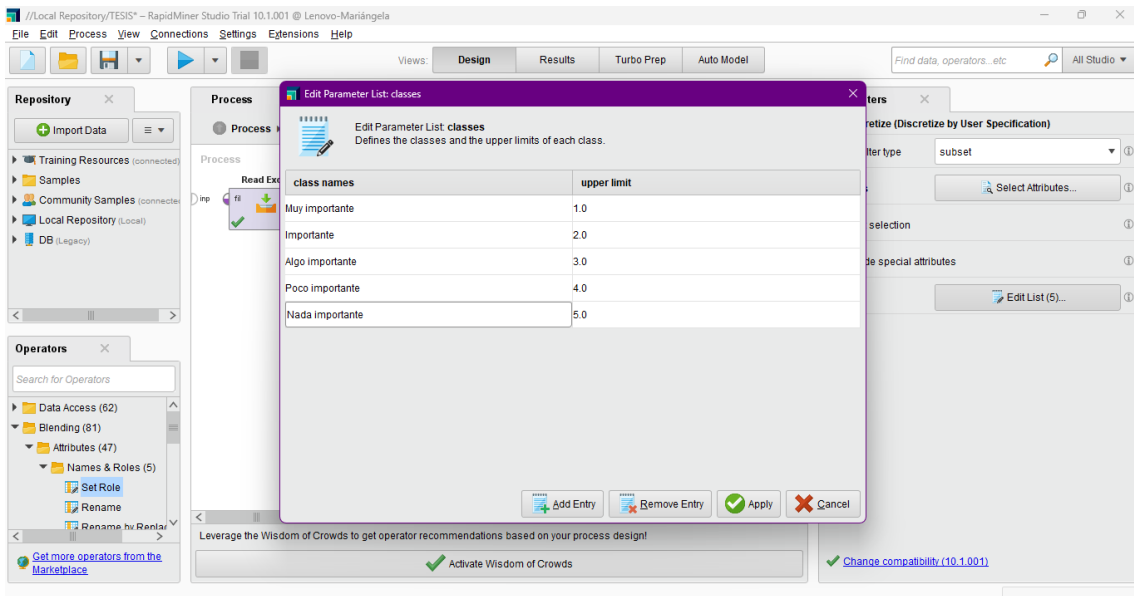 //Local Repository/TESIS* – RapidMiner Studio Trial 10.1.001 @ Lenovo-Mariángela
File Edit Process View Connections Settings Extensions Help
Views: Design Results Turbo Prep Auto Model
Find data, operators...etc
All Studio
Repository
Import Data
Training Resources (connected)
Samples
Community Samples (connected
Local Repository (Local)
DB (Legacy)
Operators
Search for Operators
Data Access (62)
Blending (81)
Attributes (47)
Names & Roles (5)
Set Role
Rename
Rename by Replac
Get more operators from the
Marketplace
Process
Process
Process
Read Exc
inp
fil
Edit Parameter List: classes
Edit Parameter List: classes
Defines the classes and the upper limits of each class.
class names upper limit
Muy importante 1.0
Importante 2.0
Algo importante 3.0
Poco importante 4.0
Nada importante 5.0
Add Entry Remove Entry Apply Cancel
Leverage the Wisdom of Crowds to get operator recommendations based on your process design!
Activate Wisdom of Crowds
ters
retize (Discretize by User Specification)
lter type subset
s Select Attributes...
selection
de special attributes
Edit List (5)...
Change compatibility (10.1.001)